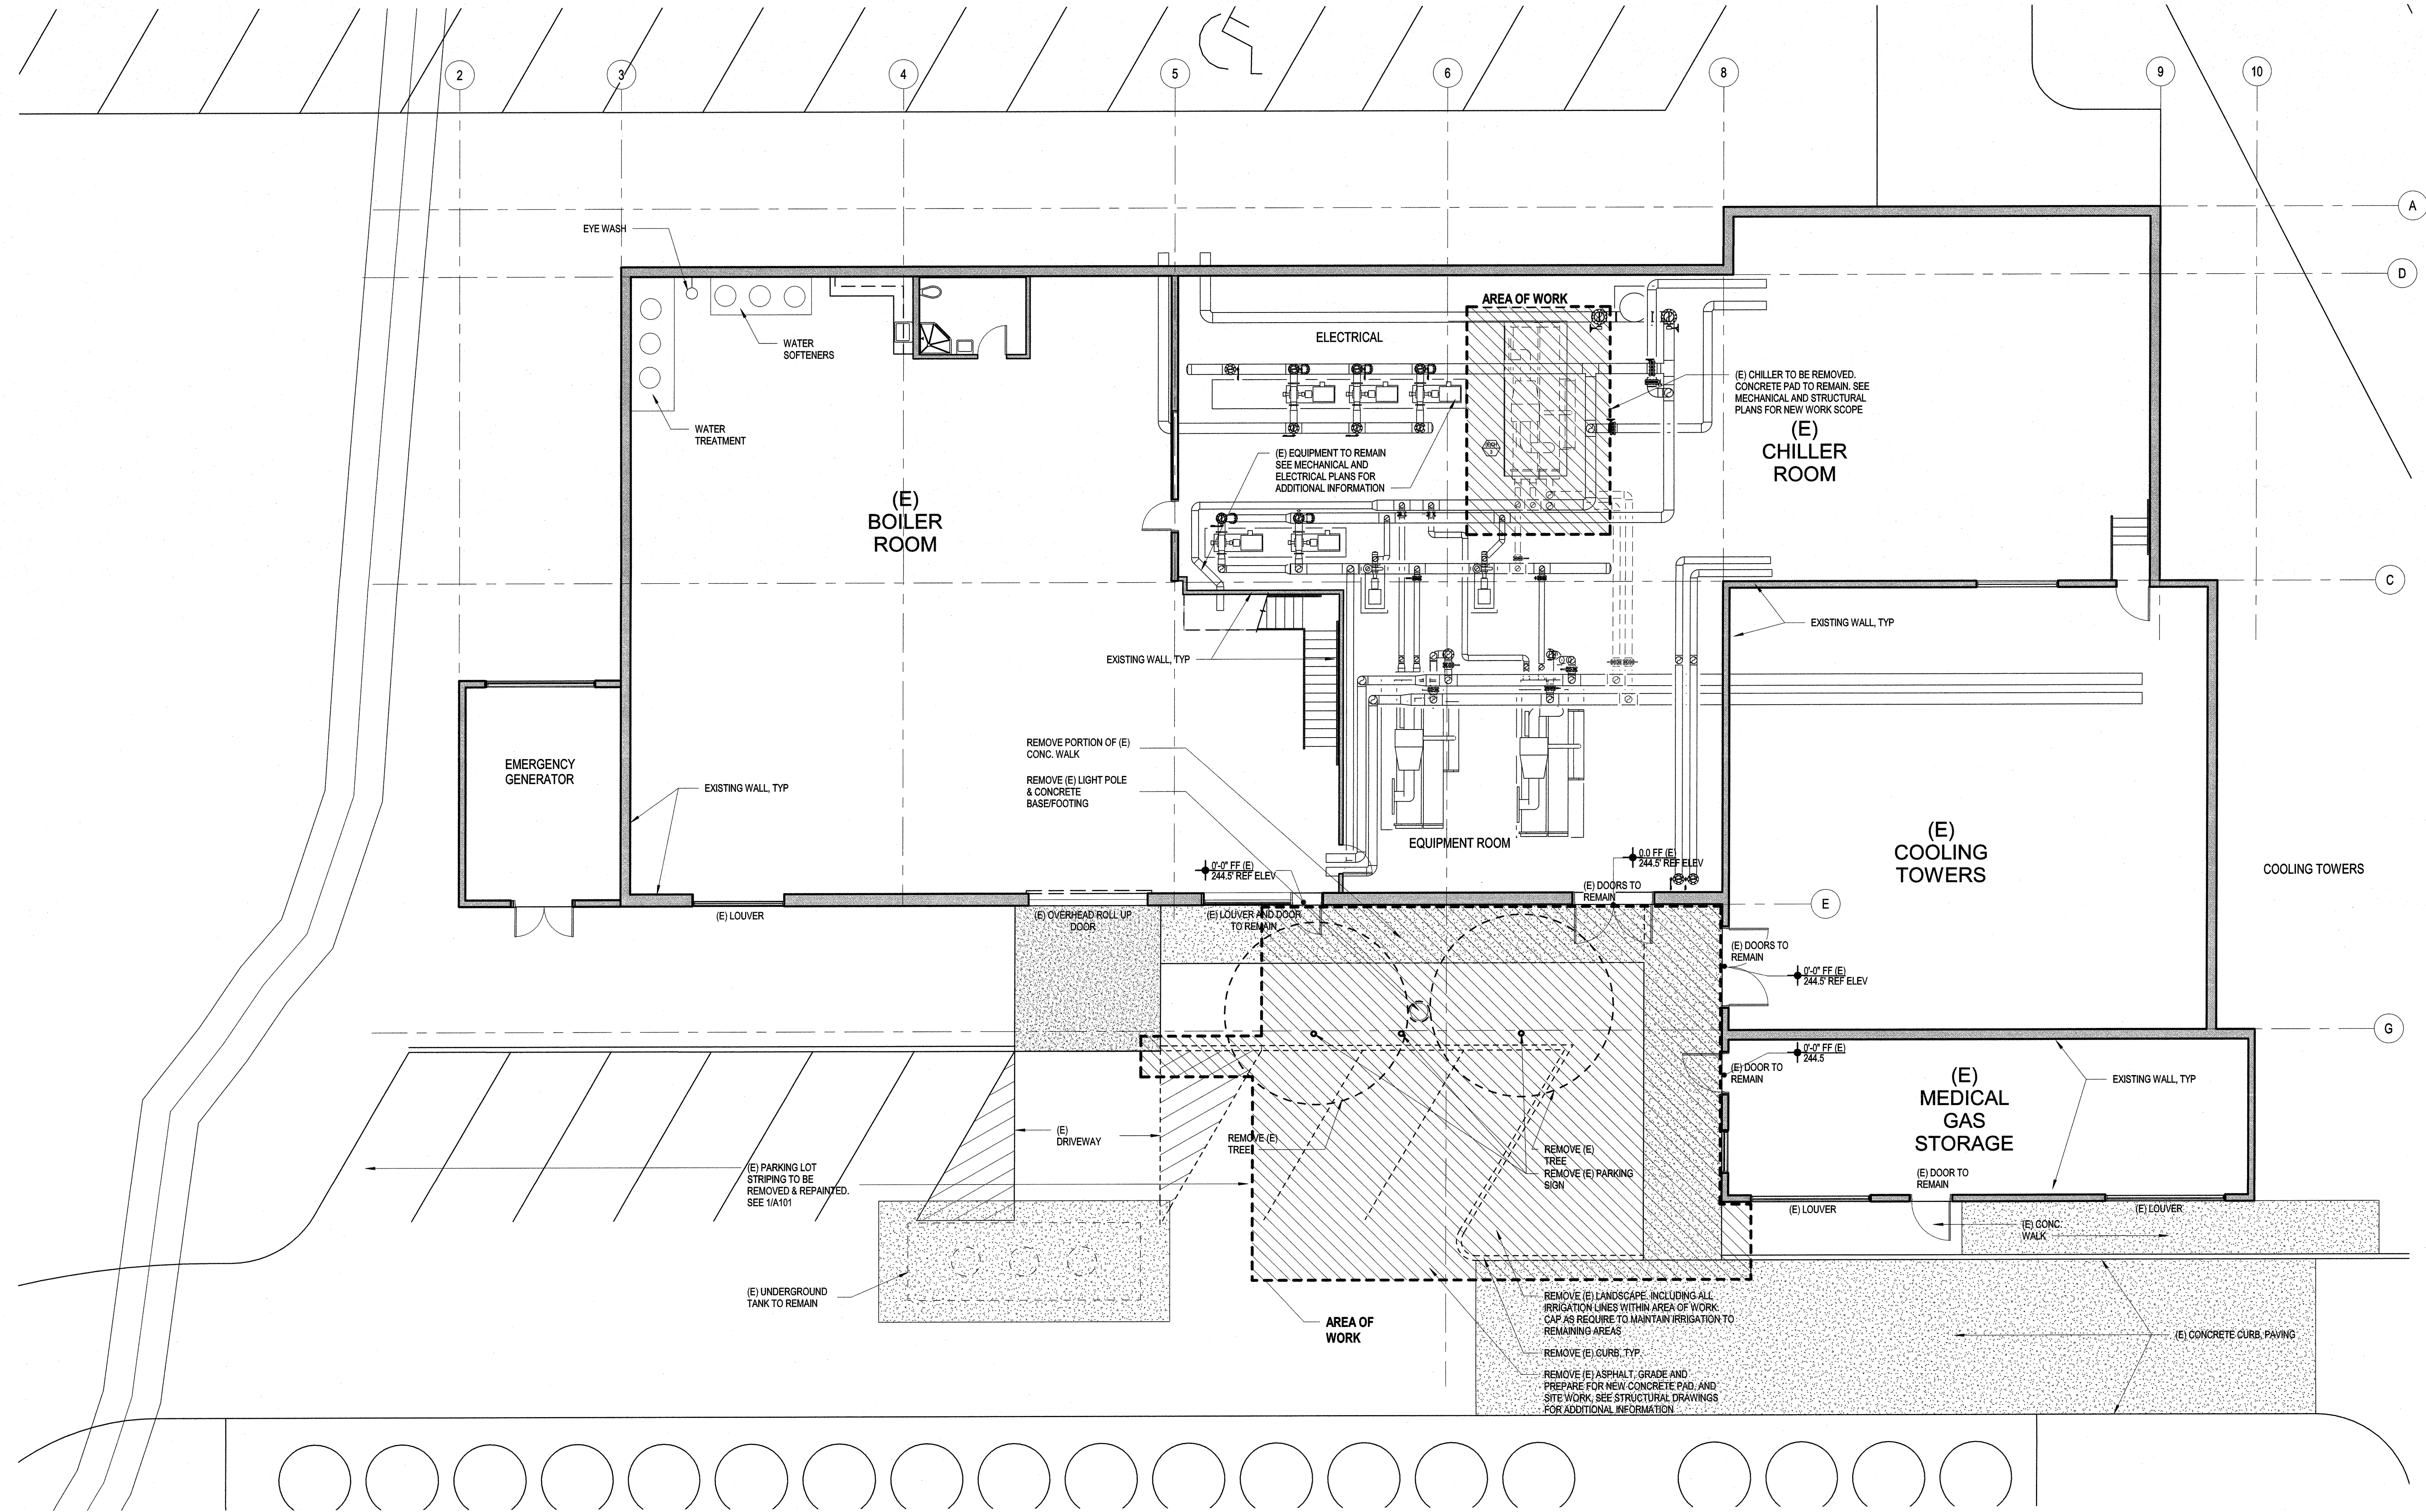 2
3
4
5
6
8
9
10
A
D
C
E
G
EYE WASH
WATER
SOFTENERS
WATER
TREATMENT
ELECTRICAL
AREA OF WORK
(E) CHILLER TO BE REMOVED.
CONCRETE PAD TO REMAIN. SEE
MECHANICAL AND STRUCTURAL
PLANS FOR NEW WORK SCOPE
(E)
CHILLER
ROOM
(E) EQUIPMENT TO REMAIN
SEE MECHANICAL AND
ELECTRICAL PLANS FOR
ADDITIONAL INFORMATION
(E)
BOILER
ROOM
EXISTING WALL, TYP
EXISTING WALL, TYP
REMOVE PORTION OF (E)
CONC. WALK
REMOVE (E) LIGHT POLE
& CONCRETE
BASE/FOOTING
EMERGENCY
GENERATOR
EXISTING WALL, TYP
EQUIPMENT ROOM
(E)
COOLING
TOWERS
COOLING TOWERS
0'-0" FF (E)
244.5' REF ELEV
0.0 FF (E)
244.5' REF ELEV
(E) DOORS TO
REMAIN
(E) LOUVER
(E) OVERHEAD ROLL UP
DOOR
(E) LOUVER AND DOOR
TO REMAIN
(E) DOORS TO
REMAIN
0'-0" FF (E)
244.5' REF ELEV
0'-0" FF (E)
244.5
(E) DOOR TO
REMAIN
(E)
MEDICAL
GAS
STORAGE
EXISTING WALL, TYP
(E)
DRIVEWAY
REMOVE (E)
TREE
REMOVE (E)
TREE
REMOVE (E) PARKING
SIGN
(E) PARKING LOT
STRIPING TO BE
REMOVED & REPAINTED.
SEE 1/A101
(E) DOOR TO
REMAIN
(E) LOUVER
(E) LOUVER
(E) CONC.
WALK
(E) UNDERGROUND
TANK TO REMAIN
AREA OF
WORK
REMOVE (E) LANDSCAPE. INCLUDING ALL
IRRIGATION LINES WITHIN AREA OF WORK.
CAP AS REQUIRE TO MAINTAIN IRRIGATION TO
REMAINING AREAS
REMOVE (E) CURB, TYP.
REMOVE (E) ASPHALT, GRADE AND
PREPARE FOR NEW CONCRETE PAD, AND
SITE WORK, SEE STRUCTURAL DRAWINGS
FOR ADDITIONAL INFORMATION
(E) CONCRETE CURB, PAVING